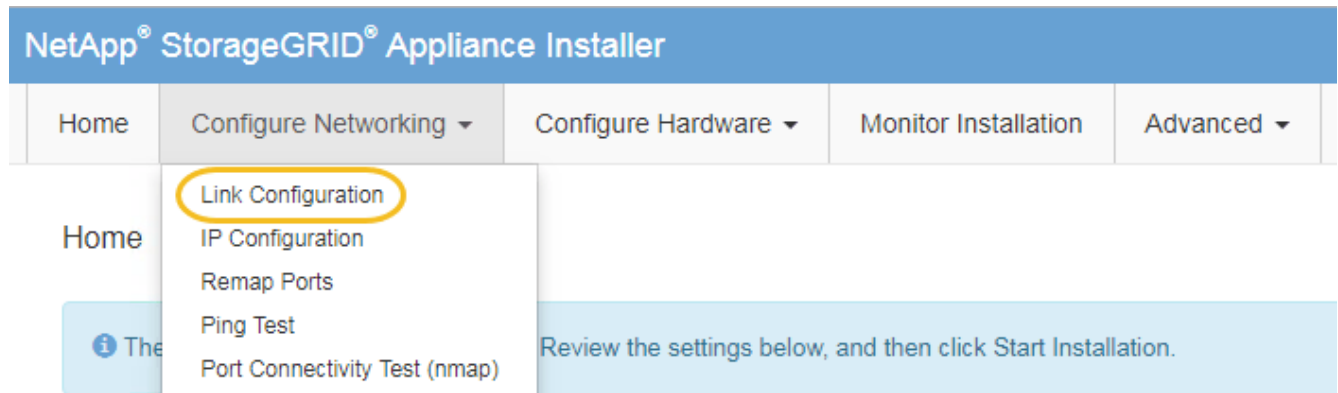 NetApp® StorageGRID® Appliance Installer
Home Configure Networking Configure Hardware Monitor Installation Advanced
Link Configuration
Home IP Configuration
Remap Ports
Ping Test
The Review the settings below, and then click Start Installation.
Port Connectivity Test (nmap)